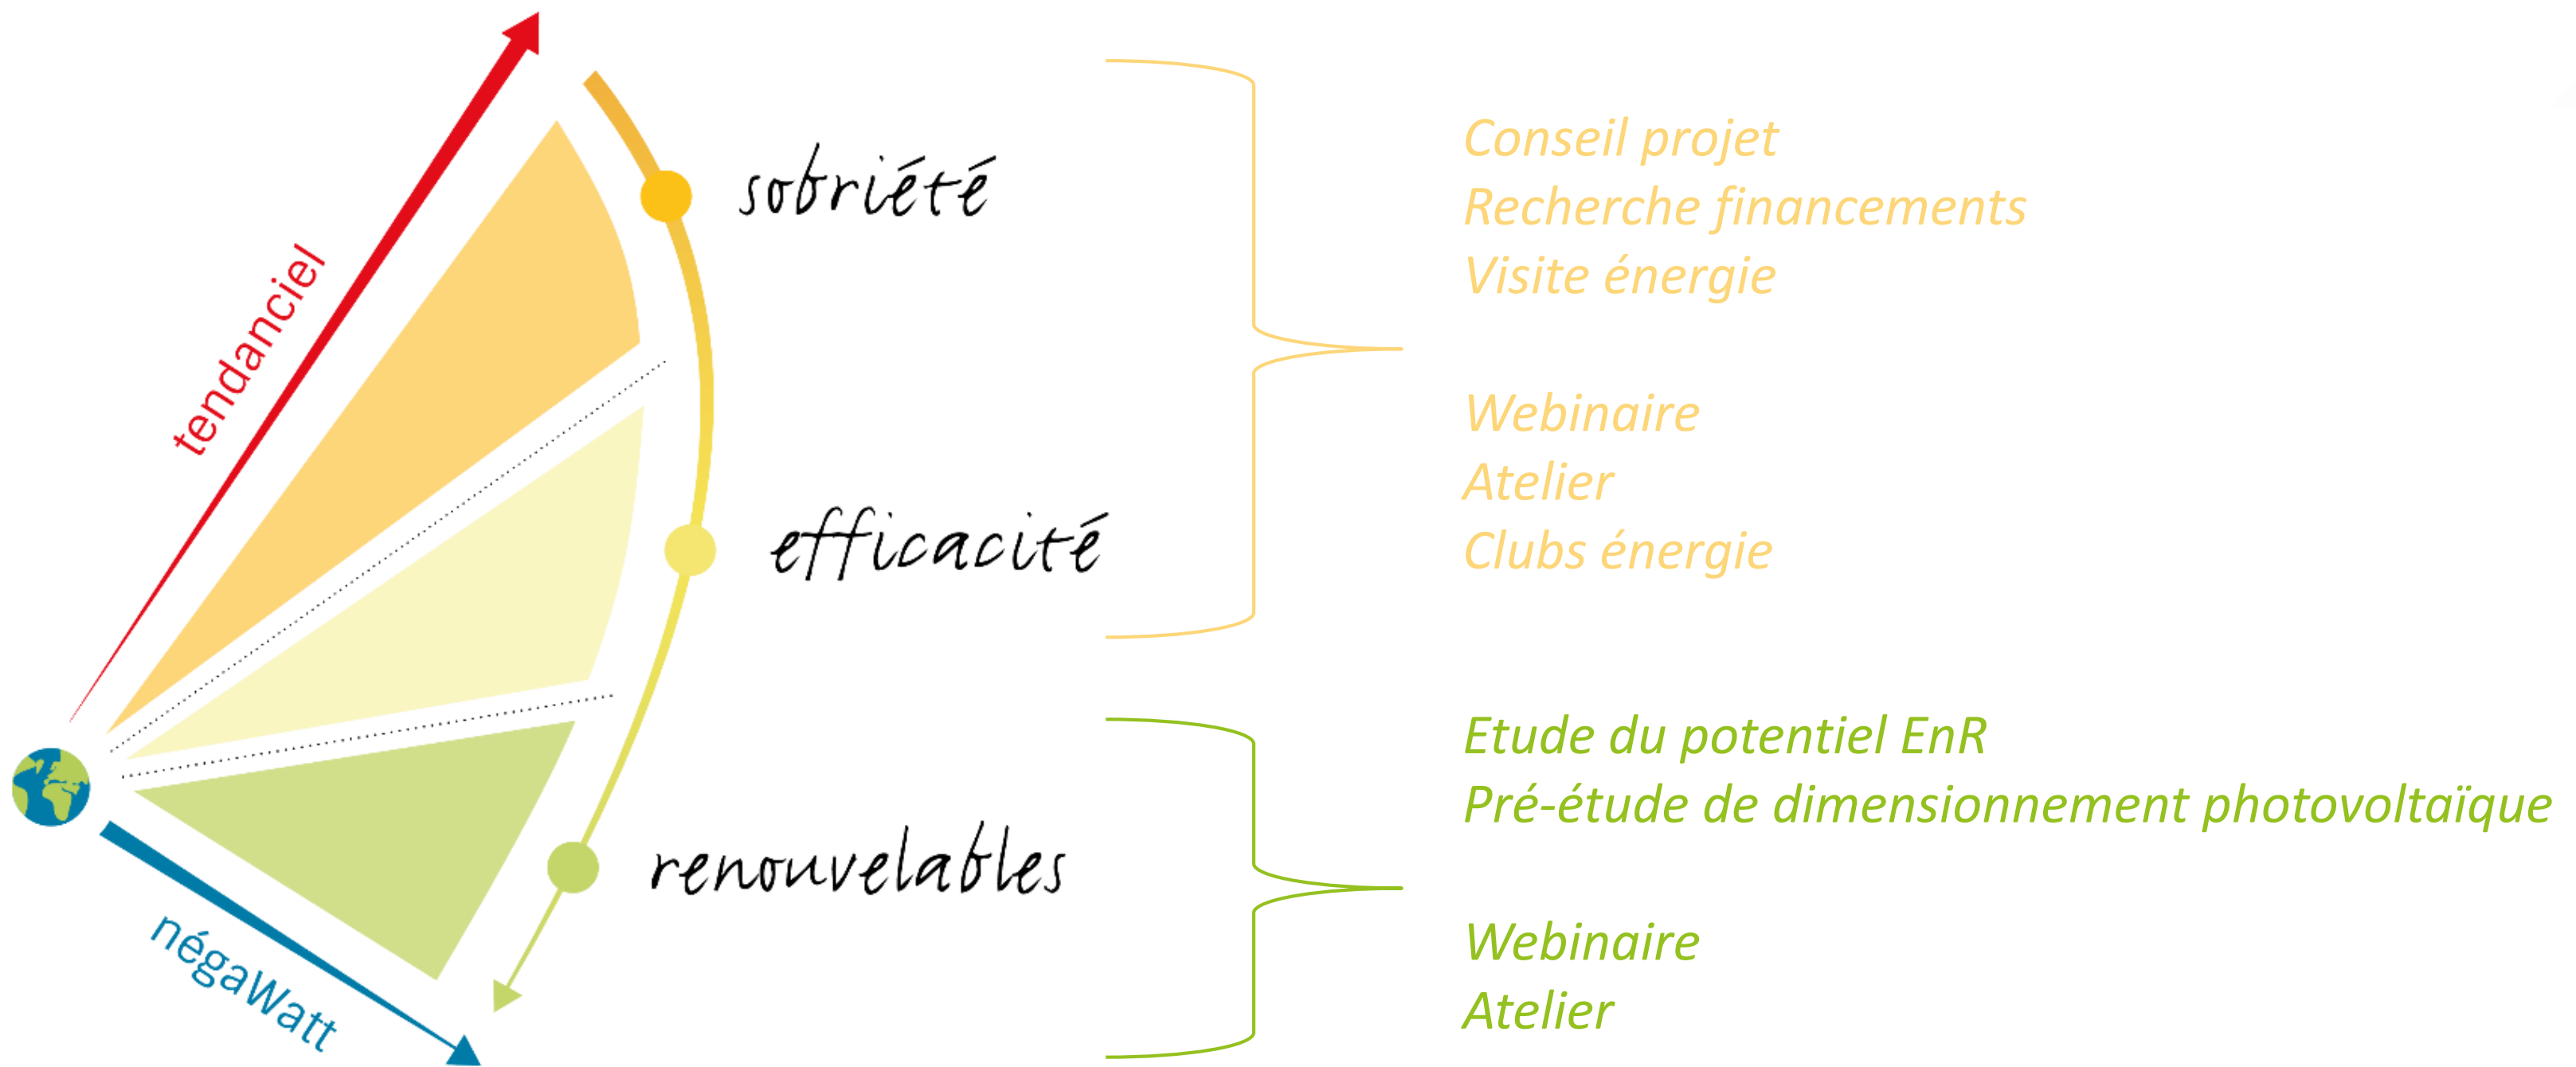 tendanciel
sobriété
efficacité
renouvelables
négaWatt
Conseil projet
Recherche financements
Visite énergie
Webinaire
Atelier
Clubs énergie
Etude du potentiel EnR
Pré-étude de dimensionnement photovoltaïque
Webinaire
Atelier